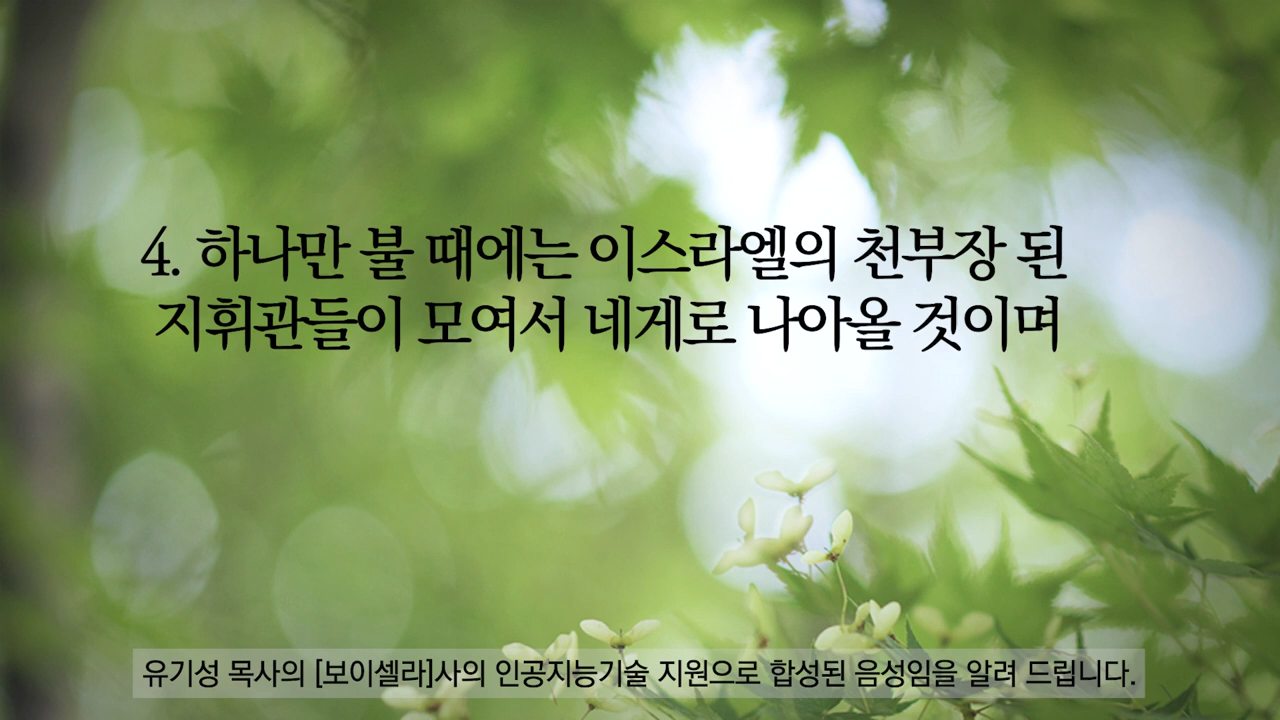 4. 하나만 불 때에는 이스라엘의 천부장 된
지휘관들이 모여서 네게로 나아올 것이며
유기성 목사의 [보이셀라]사의 인공지능기술 지원으로 합성된 음성임을 알려 드립니다.